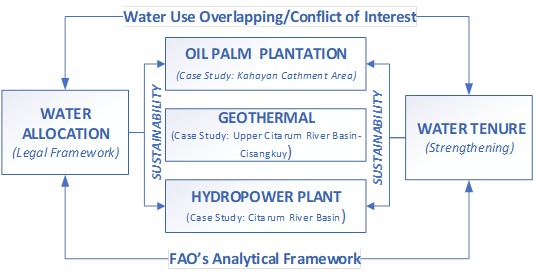 Water Use Overlapping/Conflict of Interest
OIL PALM PLANTATION
(Case Study: Kahayan Cathment Area)
WATER
ALLOCATION
(Legal Framework)
SUSTAINABILITY
GEOTHERMAL
(Case Study: Upper Citarum River Basin-
Cisangkuy)
SUSTAINABILITY
WATER TENURE
(Strengthening)
HYDROPOWER PLANT
(Case Study: Citarum River Basin)
FAO's Analytical Framework